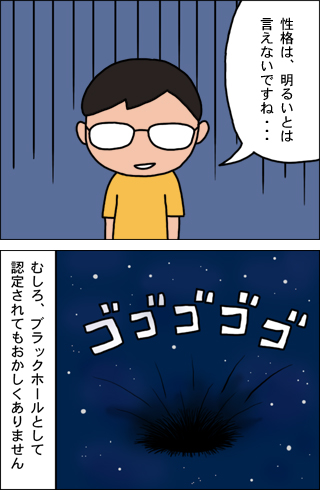 性格は、明るいとは
言えないですね・・・
ゴゴゴゴゴ
むしろ、ブラックホールとして
認定されてもおかしくありません